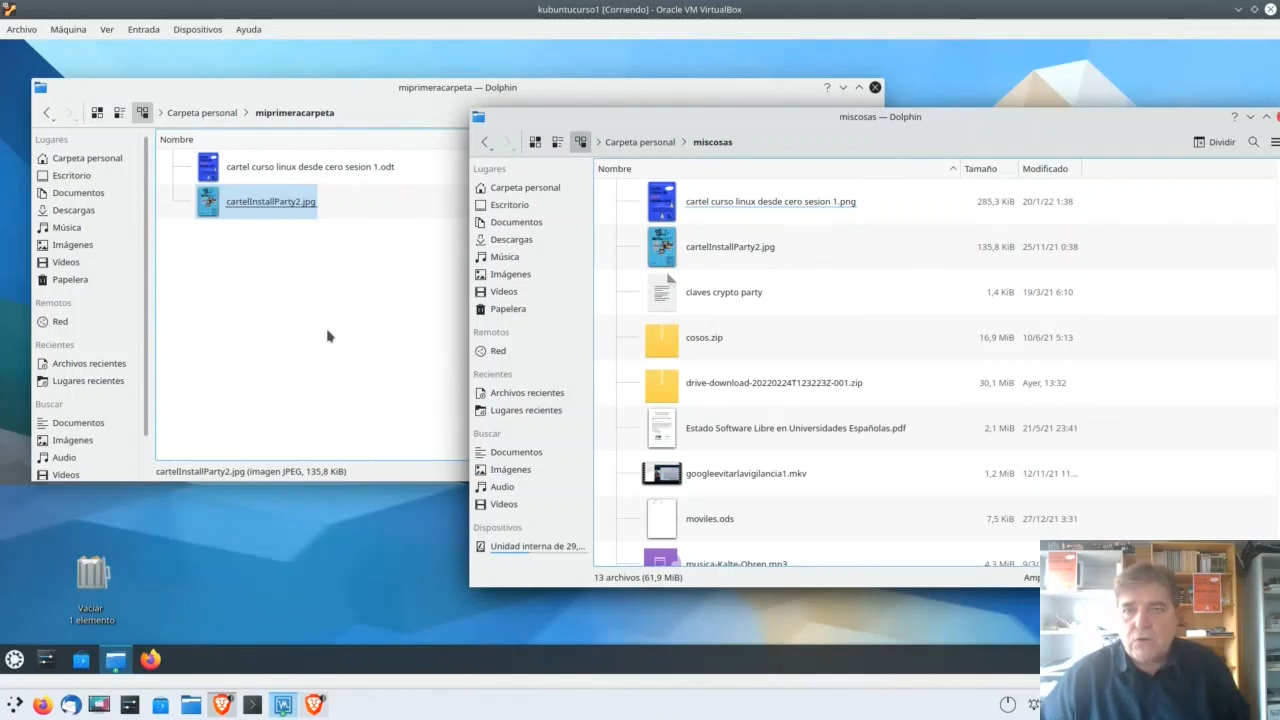 kubuntucurso1 [Corriendo] - Oracle VM VirtualBox
Archivo Máquina Ver Entrada Dispositivos Ayuda
miprimeracarpeta — Dolphin
Carpeta personal > miprimeracarpeta
Lugares
Carpeta personal
Escritorio
Documentos
Descargas
Música
Imágenes
Vídeos
Papelera
Remotos
Red
Recientes
Archivos recientes
Lugares recientes
Buscar
Documentos
Imágenes
Audio
Vídeos
Nombre
cartel curso linux desde cero sesion 1.odt
cartelInstallParty2.jpg
cartelInstallParty2.jpg (imagen JPEG, 135,8 KiB)
miscosas — Dolphin
Carpeta personal > miscosas
Dividir
Lugares
Carpeta personal
Escritorio
Documentos
Descargas
Música
Imágenes
Vídeos
Papelera
Remotos
Red
Recientes
Archivos recientes
Lugares recientes
Buscar
Documentos
Imágenes
Audio
Vídeos
Dispositivos
Unidad interna de 29,...
Nombre Tamaño Modificado
cartel curso linux desde cero sesion 1.png 285,3 KiB 20/1/22 1:38
cartelInstallParty2.jpg 135,8 KiB 25/11/21 0:38
claves crypto party 1,4 KiB 19/3/21 6:10
cosos.zip 16,9 MiB 10/6/21 5:13
drive-download-20220224T123223Z-001.zip 30,1 MiB Ayer, 13:32
Estado Software Libre en Universidades Españolas.pdf 2,1 MiB 21/5/21 23:41
googleevitarlavigilancia1.mkv 1,2 MiB 12/11/21 11...
moviles.ods 7,5 KiB 27/12/21 3:31
musica-Kalte-Ohren.mp3 4,3 MiB
13 archivos (61,9 MiB)
Vaciar
1 elemento